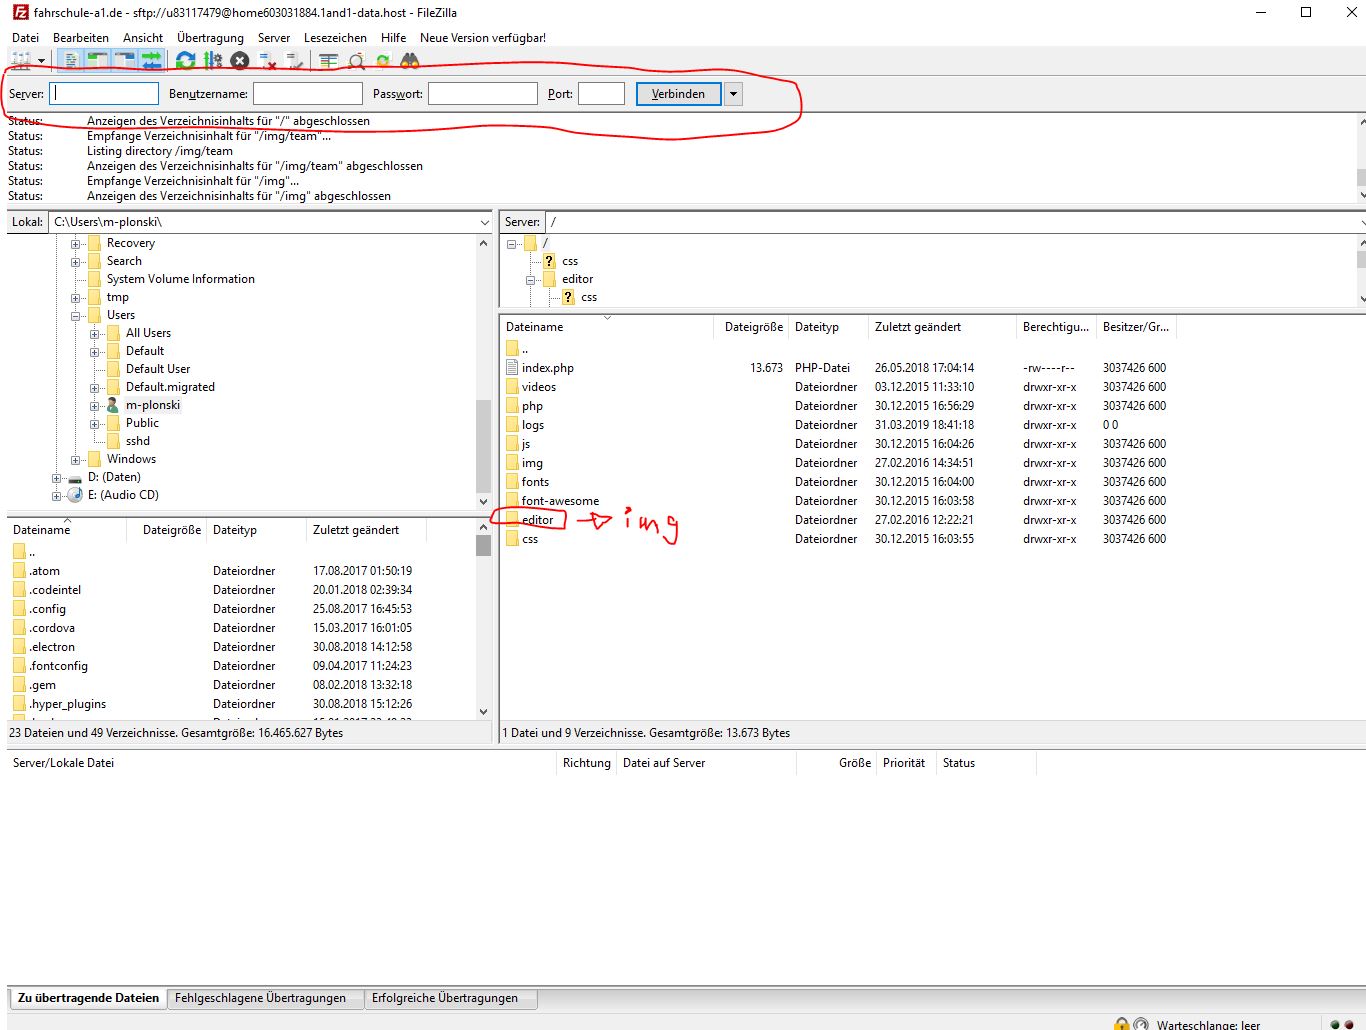 fahrschule-a1.de - sftp://u83117479@home603031884.1and1-data.host - FileZilla
Datei Bearbeiten Ansicht Übertragung Server Lesezeichen Hilfe Neue Version verfügbar!
Server: Benutzername: Passwort: Port: Verbinden
Status: Anzeigen des Verzeichnisinhalts für "/" abgeschlossen
Status: Empfange Verzeichnisinhalt für "/img/team"...
Status: Listing directory /img/team
Status: Anzeigen des Verzeichnisinhalts für "/img/team" abgeschlossen
Status: Empfange Verzeichnisinhalt für "/img"...
Status: Anzeigen des Verzeichnisinhalts für "/img" abgeschlossen
Lokal: C:\Users\m-plonski\
Recovery
Search
System Volume Information
tmp
Users
All Users
Default
Default User
Default.migrated
m-plonski
Public
sshd
Windows
D: (Daten)
E: (Audio CD)
Dateiname Dateigröße Dateityp Zuletzt geändert
..
.atom Dateiordner 17.08.2017 01:50:19
.codeintel Dateiordner 20.01.2018 02:39:34
.config Dateiordner 25.08.2017 16:45:53
.cordova Dateiordner 15.03.2017 16:01:05
.electron Dateiordner 30.08.2018 14:12:58
.fontconfig Dateiordner 09.04.2017 11:24:23
.gem Dateiordner 08.02.2018 13:32:18
.hyper_plugins Dateiordner 30.08.2018 15:12:26
23 Dateien und 49 Verzeichnisse. Gesamtgröße: 16.465.627 Bytes
Server: /
/
? css
editor
? css
Dateiname Dateigröße Dateityp Zuletzt geändert Berechtigu... Besitzer/Gr...
..
index.php 13.673 PHP-Datei 26.05.2018 17:04:14 -rw----r-- 3037426 600
videos Dateiordner 03.12.2015 11:33:10 drwxr-xr-x 3037426 600
php Dateiordner 30.12.2015 16:56:29 drwxr-xr-x 3037426 600
logs Dateiordner 31.03.2019 18:41:18 drwxr-xr-x 0 0
js Dateiordner 30.12.2015 16:04:26 drwxr-xr-x 3037426 600
img Dateiordner 27.02.2016 14:34:51 drwxr-xr-x 3037426 600
fonts Dateiordner 30.12.2015 16:04:00 drwxr-xr-x 3037426 600
font-awesome Dateiordner 30.12.2015 16:03:58 drwxr-xr-x 3037426 600
editor img Dateiordner 27.02.2016 12:22:21 drwxr-xr-x 3037426 600
css Dateiordner 30.12.2015 16:03:55 drwxr-xr-x 3037426 600
1 Datei und 9 Verzeichnisse. Gesamtgröße: 13.673 Bytes
Server/Lokale Datei Richtung Datei auf Server Größe Priorität Status
Zu übertragende Dateien Fehlgeschlagene Übertragungen Erfolgreiche Übertragungen
Warteschlange: leer